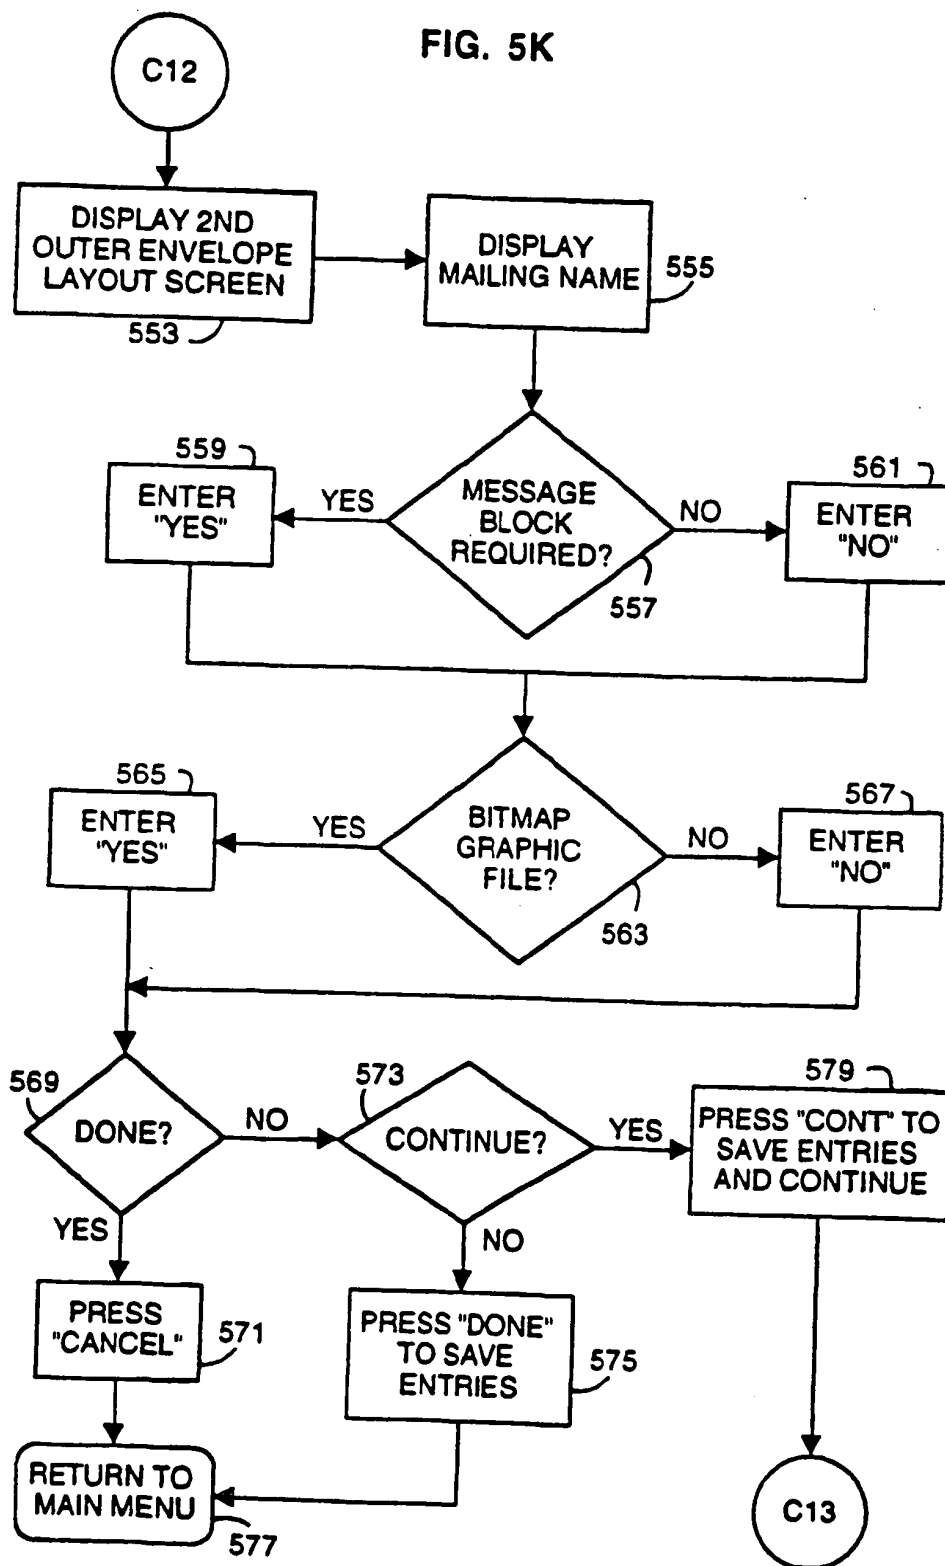 FIG. 5K
C12
DISPLAY 2ND
OUTER ENVELOPE
LAYOUT SCREEN
553
DISPLAY
MAILING NAME
555
559
ENTER
"YES"
YES
MESSAGE
BLOCK
REQUIRED?
557
NO
561
ENTER
"NO"
565
ENTER
"YES"
YES
BITMAP
GRAPHIC
FILE?
563
NO
567
ENTER
"NO"
569
DONE?
NO
YES
573
CONTINUE?
YES
NO
579
PRESS "CONT" TO
SAVE ENTRIES
AND CONTINUE
PRESS
"CANCEL"
571
PRESS "DONE"
TO SAVE
ENTRIES
575
RETURN TO
MAIN MENU
577
C13